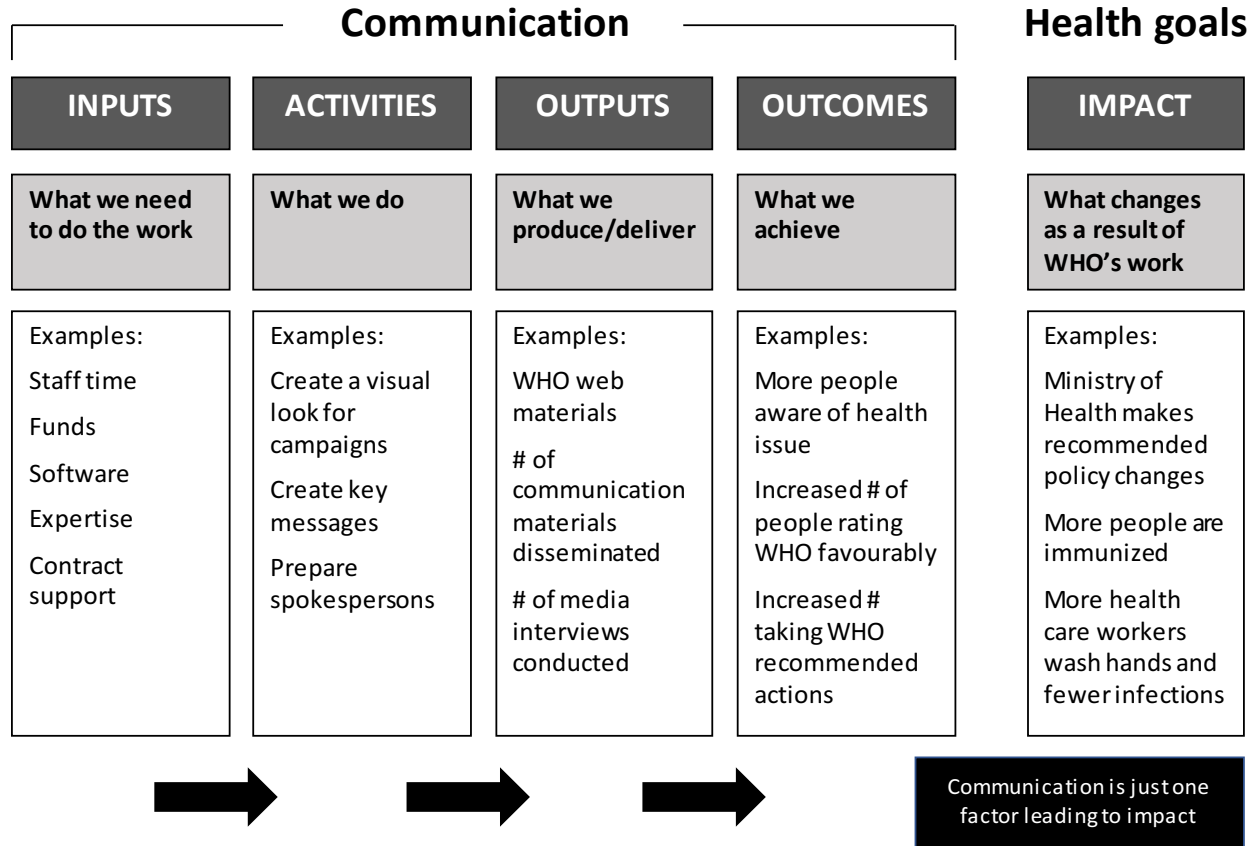 Communication
Health goals
INPUTS
ACTIVITIES
OUTPUTS
OUTCOMES
IMPACT
What we need
to do the work
What we do
What we
produce/deliver
What we
achieve
What changes
as a result of
WHO's work
Examples:
Staff time
Funds
Software
Expertise
Contract
support
Examples:
Create a visual
look for
campaigns
Create key
messages
Prepare
spokespersons
Examples:
WHO web
materials
# of
communication
materials
disseminated
# of media
interviews
conducted
Examples:
More people
aware of health
issue
Increased # of
people rating
WHO favourably
Increased #
taking WHO
recommended
actions
Examples:
Ministry of
Health makes
recommended
policy changes
More people are
immunized
More health
care workers
wash hands and
fewer infections
Communication is just one
factor leading to impact